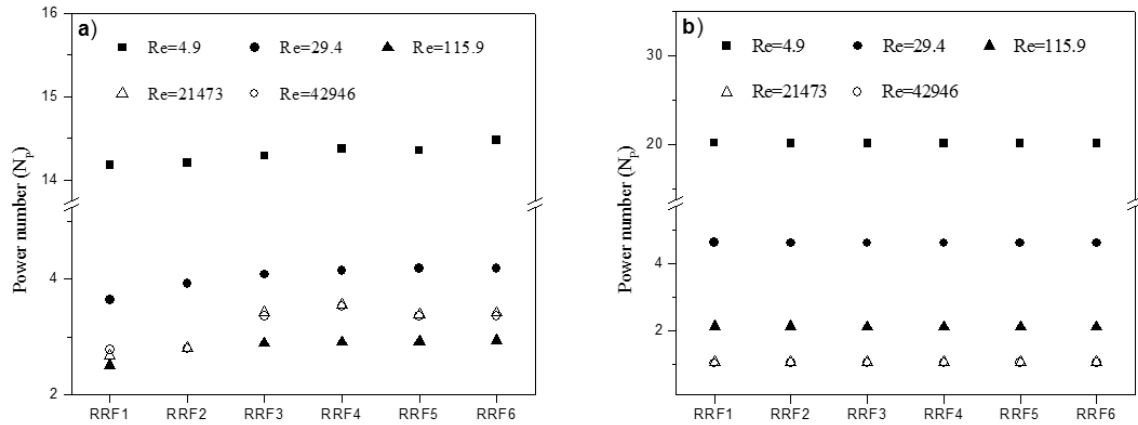 a)
Re=4.9 Re=29.4 Re=115.9
Re=21473 Re=42946
Power number (Np)
16
15
14
4
2
RRF1 RRF2 RRF3 RRF4 RRF5 RRF6
b)
Re=4.9 Re=29.4 Re=115.9
Re=21473 Re=42946
Power number (Np)
30
20
4
2
RRF1 RRF2 RRF3 RRF4 RRF5 RRF6